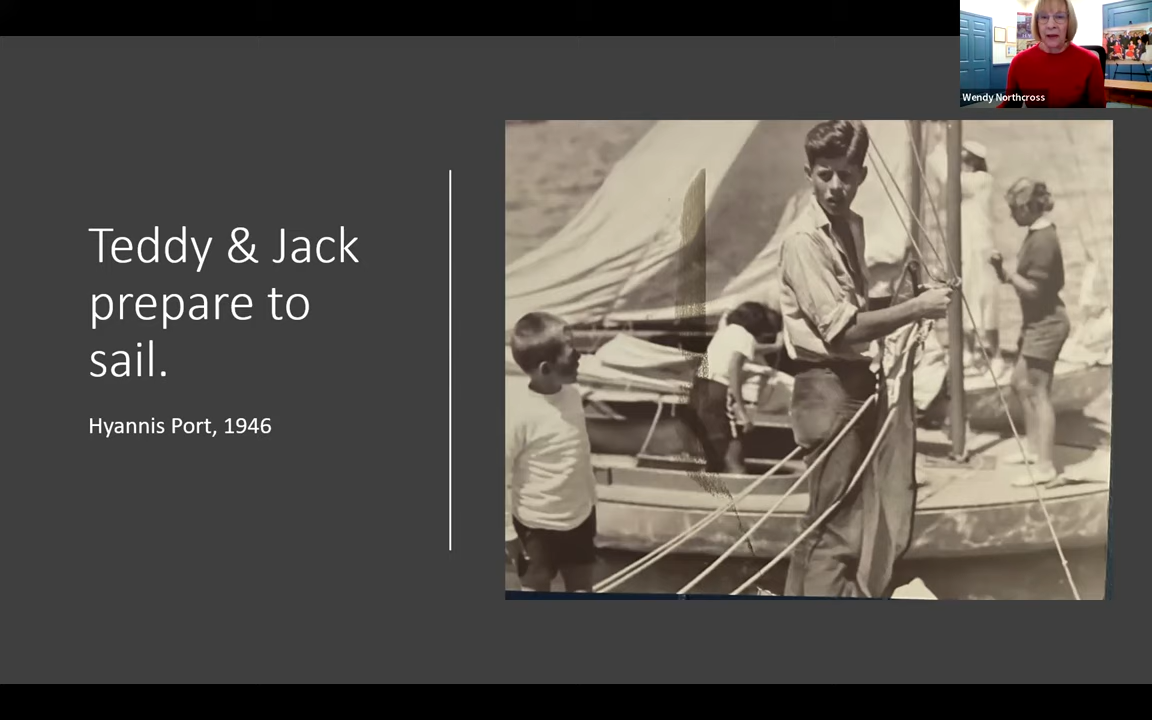 Wendy Northcross
Teddy & Jack
prepare to
sail.
Hyannis Port, 1946